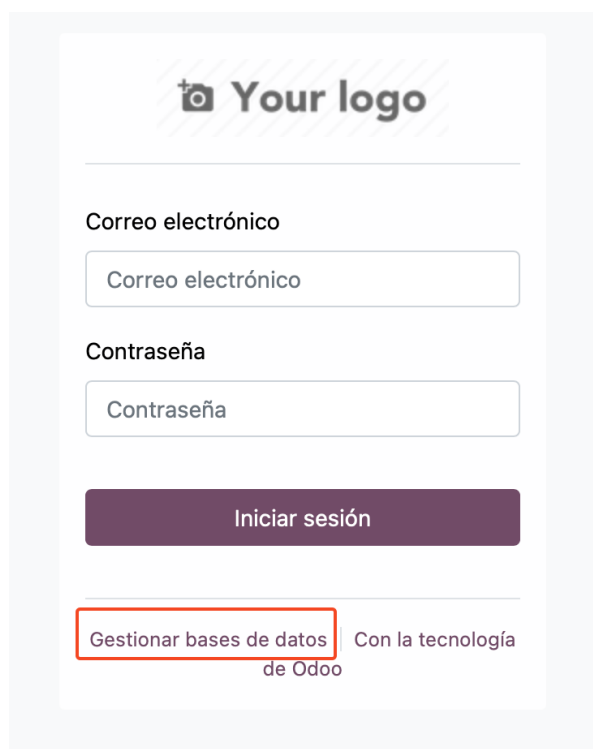 Your logo
Correo electrónico
Correo electrónico
Contraseña
Contraseña
Iniciar sesión
Gestionar bases de datos Con la tecnología
de Odoo